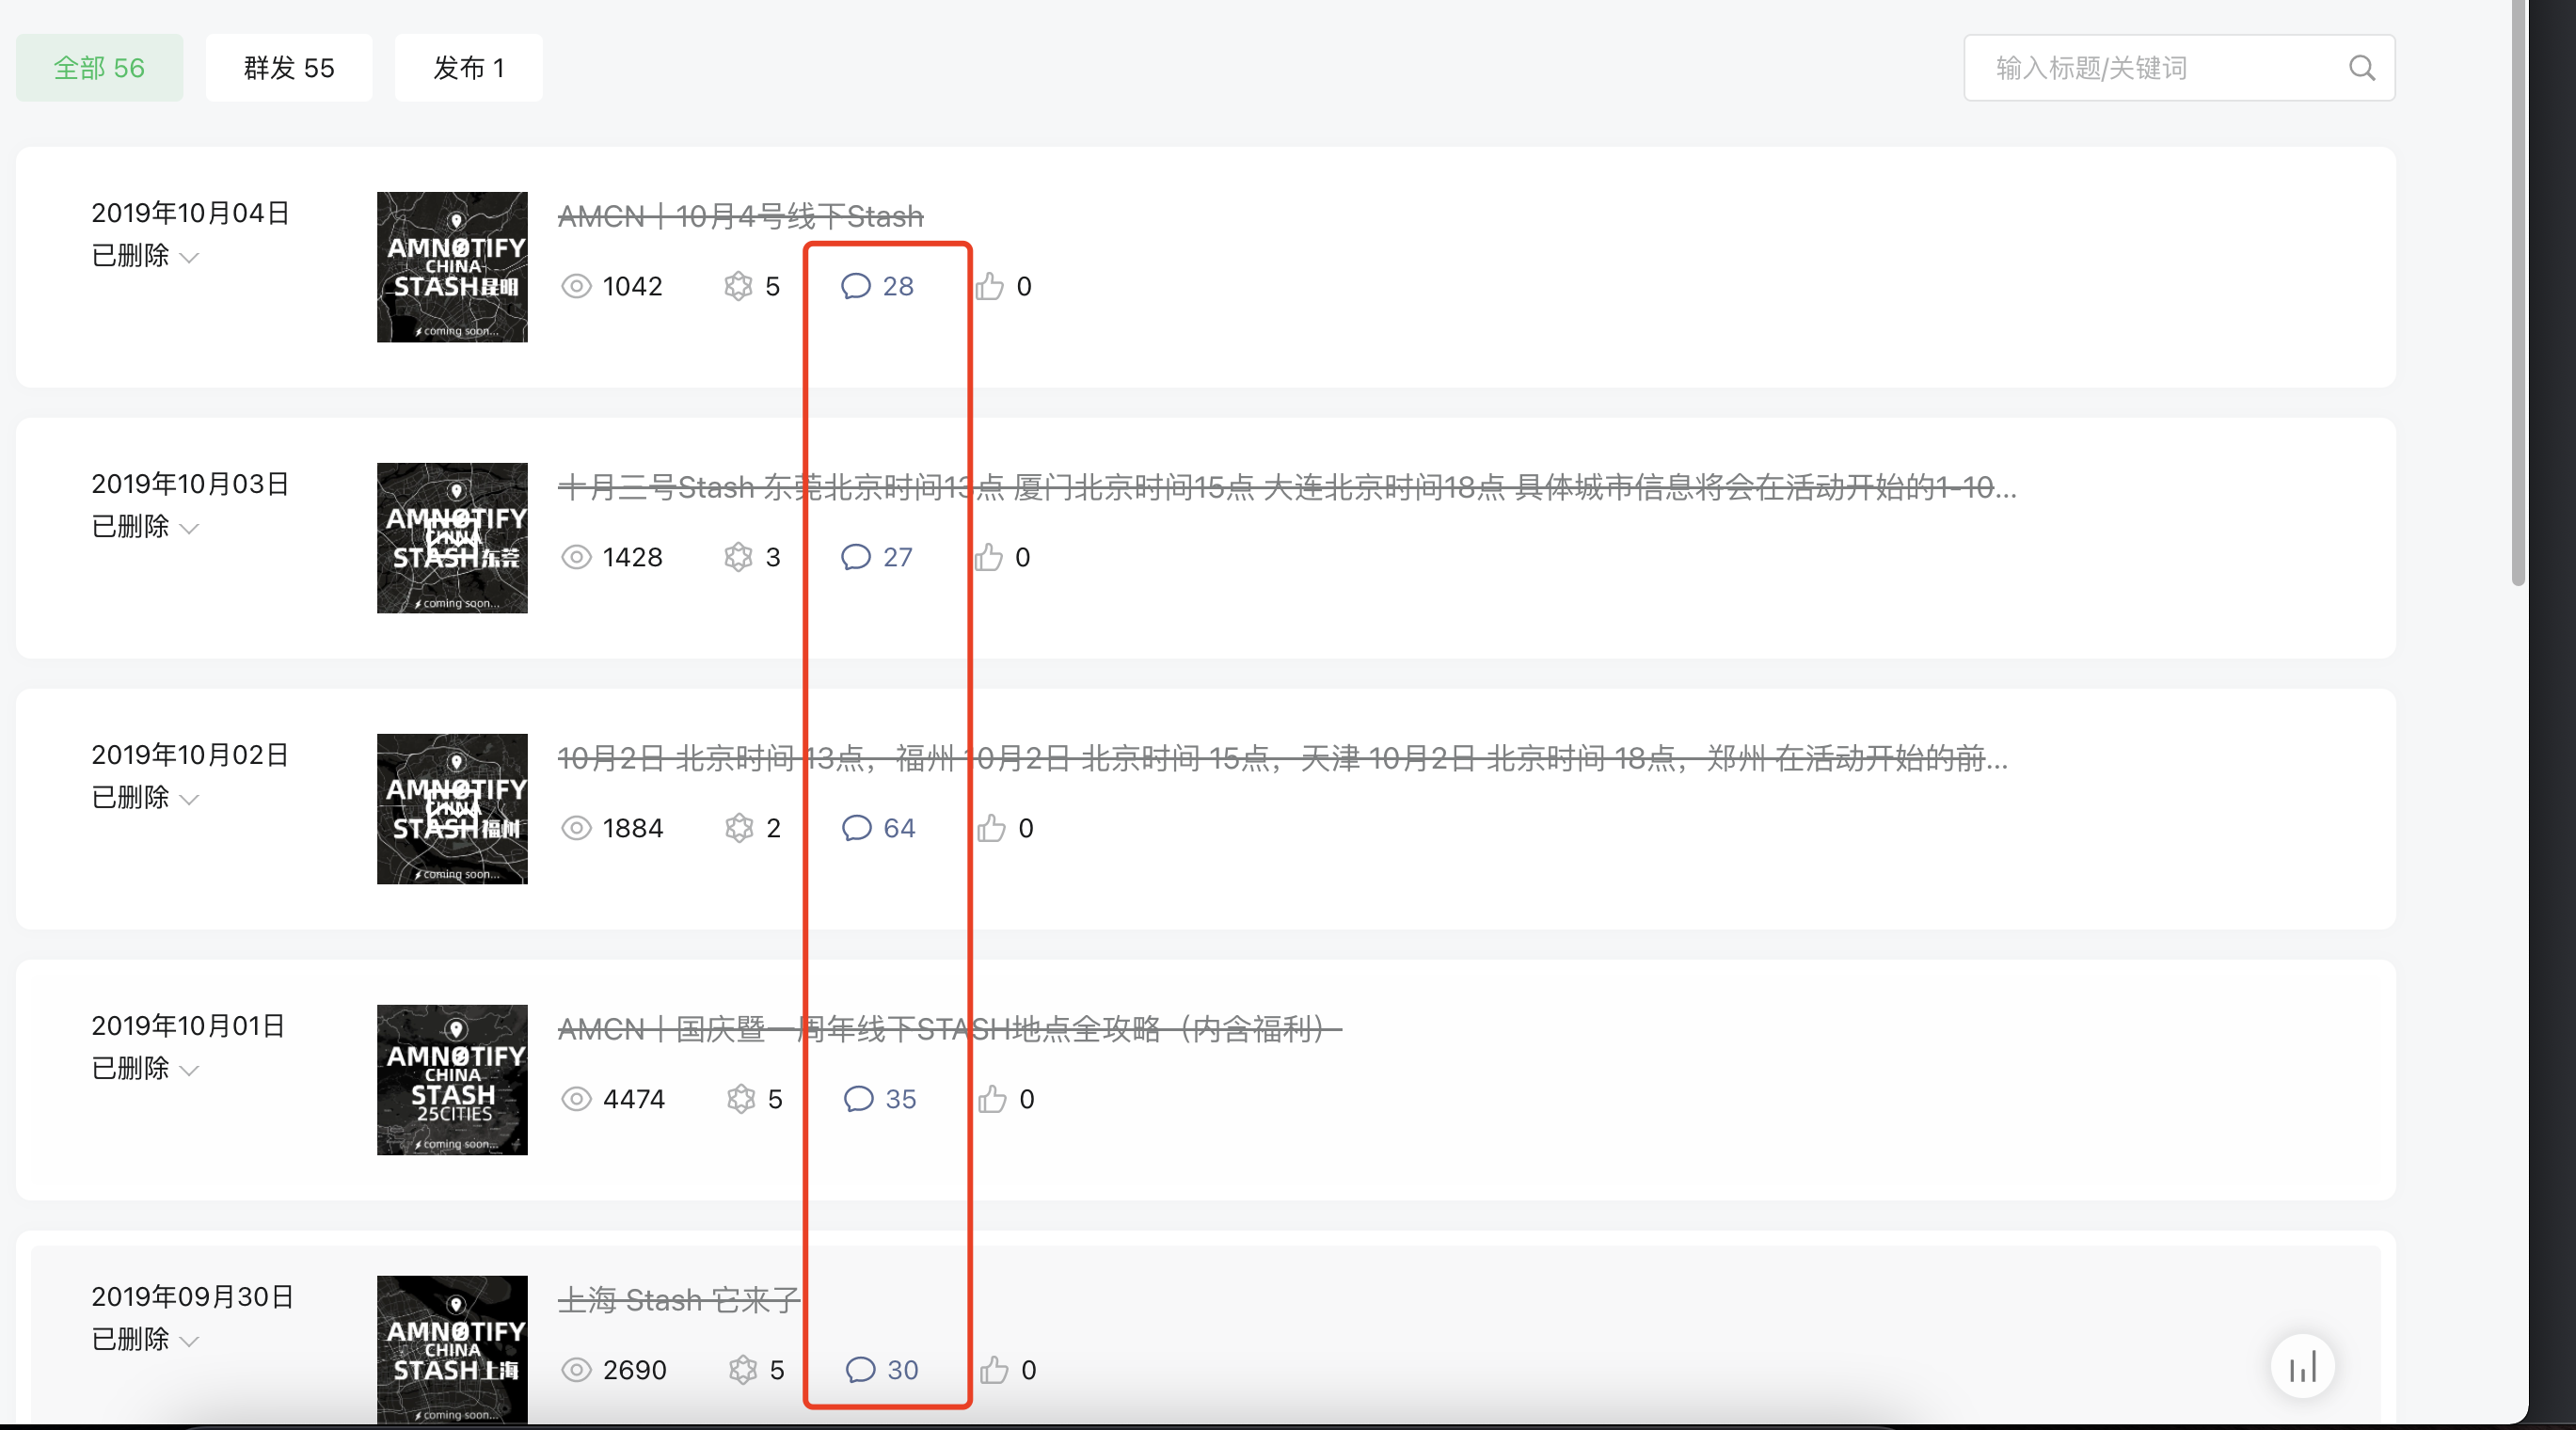 全部 56
群发 55
发布 1
输入标题/关键词
2019年10月04日
已删除
AMNOTIFY
CHINA
STASH昆明
coming soon...
AMCN｜10月4号线下Stash
1042 5 28 0
2019年10月03日
已删除
AMNOTIFY
CHINA
STASH东莞
coming soon...
十月三号Stash 东莞北京时间13点 厦门北京时间15点 大连北京时间18点 具体城市信息将会在活动开始的1-10...
1428 3 27 0
2019年10月02日
已删除
AMNOTIFY
CHINA
STASH福州
coming soon...
10月2日 北京时间 13点，福州 10月2日 北京时间 15点，天津 10月2日 北京时间 18点，郑州 在活动开始的前...
1884 2 64 0
2019年10月01日
已删除
AMNOTIFY
CHINA
STASH
25CITIES
coming soon...
AMCN｜国庆暨一周年线下STASH地点全攻略（内含福利）
4474 5 35 0
2019年09月30日
已删除
AMNOTIFY
CHINA
STASH上海
coming soon...
上海 Stash 它来了
2690 5 30 0